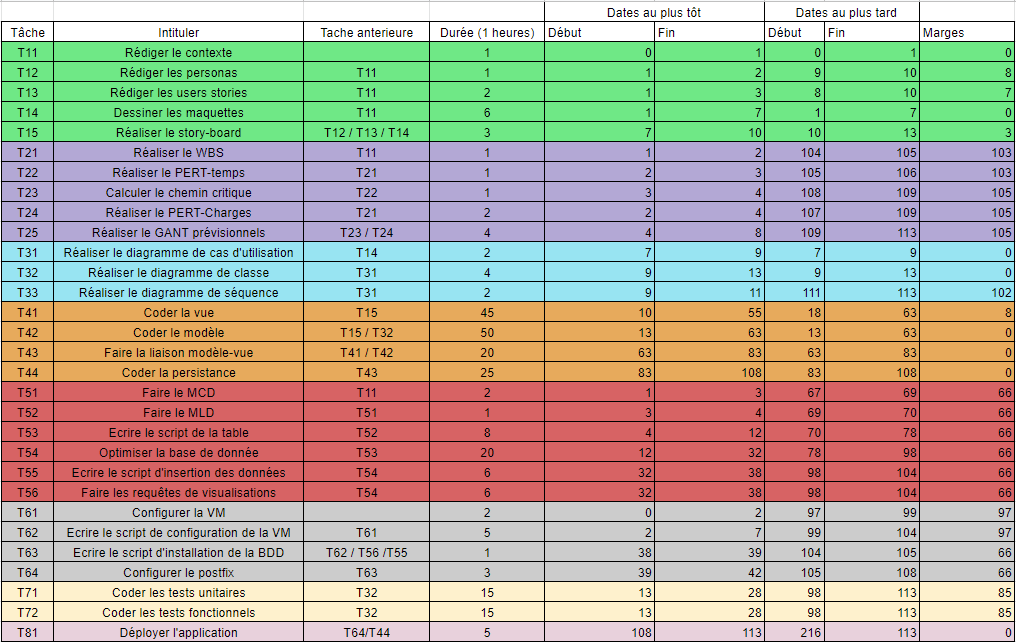 Dates au plus tôt Dates au plus tard
Tâche Intituler Tache anterieure Durée (1 heures) Début Fin Début Fin Marges
T11 Rédiger le contexte 1 0 1 0 1 0
T12 Rédiger les personas T11 1 1 2 9 10 8
T13 Rédiger les users stories T11 2 1 3 8 10 7
T14 Dessiner les maquettes T11 6 1 7 1 7 0
T15 Réaliser le story-board T12 / T13 / T14 3 7 10 10 13 3
T21 Réaliser le WBS T11 1 1 2 104 105 103
T22 Réaliser le PERT-temps T21 1 2 3 105 106 103
T23 Calculer le chemin critique T22 1 3 4 108 109 105
T24 Réaliser le PERT-Charges T21 2 2 4 107 109 105
T25 Réaliser le GANT prévisionnels T23 / T24 4 4 8 109 113 105
T31 Réaliser le diagramme de cas d'utilisation T14 2 7 9 7 9 0
T32 Réaliser le diagramme de classe T31 4 9 13 9 13 0
T33 Réaliser le diagramme de séquence T31 2 9 11 111 113 102
T41 Coder la vue T15 45 10 55 18 63 8
T42 Coder le modèle T15 / T32 50 13 63 13 63 0
T43 Faire la liaison modèle-vue T41 / T42 20 63 83 63 83 0
T44 Coder la persistance T43 25 83 108 83 108 0
T51 Faire le MCD T11 2 1 3 67 69 66
T52 Faire le MLD T51 1 3 4 69 70 66
T53 Ecrire le script de la table T52 8 4 12 70 78 66
T54 Optimiser la base de donnée T53 20 12 32 78 98 66
T55 Ecrire le script d'insertion des données T54 6 32 38 98 104 66
T56 Faire les requêtes de visualisations T54 6 32 38 98 104 66
T61 Configurer la VM 2 0 2 97 99 97
T62 Ecrire le script de configuration de la VM T61 5 2 7 99 104 97
T63 Ecrire le script d'installation de la BDD T62 / T56 /T55 1 38 39 104 105 66
T64 Configurer le postfix T63 3 39 42 105 108 66
T71 Coder les tests unitaires T32 15 13 28 98 113 85
T72 Coder les tests fonctionnels T32 15 13 28 98 113 85
T81 Déployer l'application T64/T44 5 108 113 216 113 0